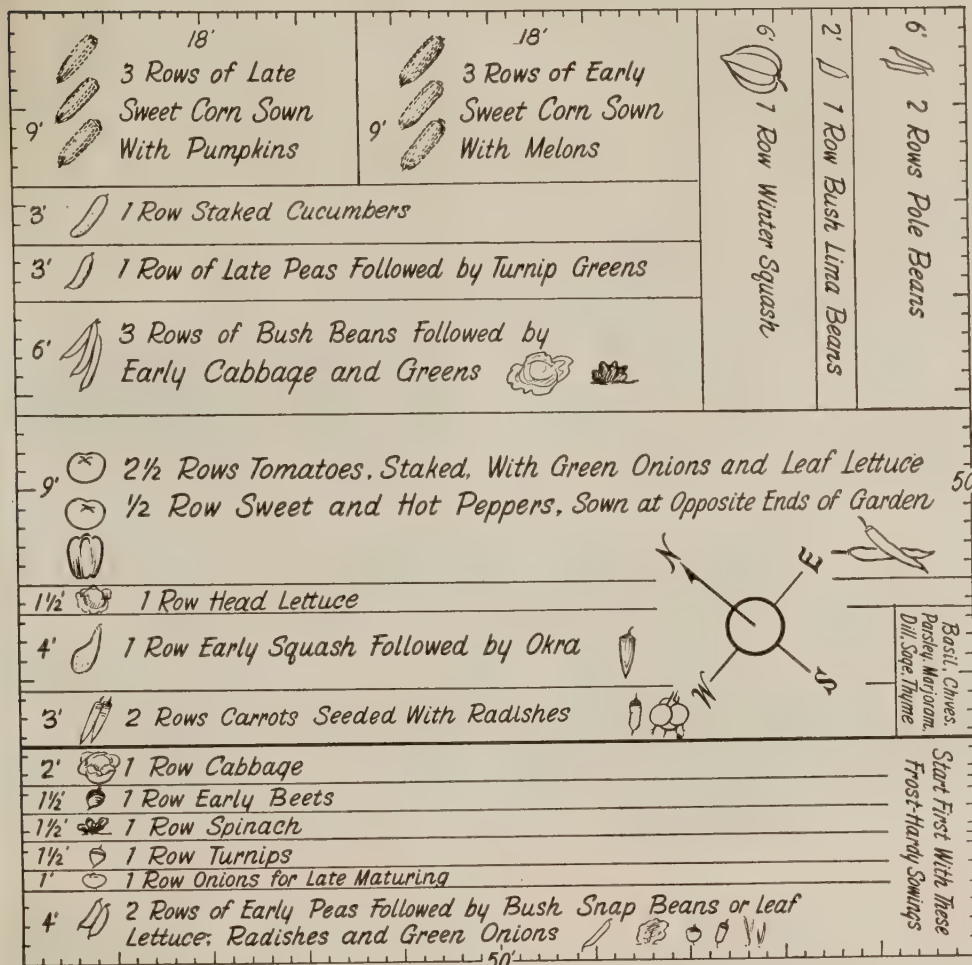 18'
3 Rows of Late
Sweet Corn Sown
With Pumpkins
9'
18'
3 Rows of Early
Sweet Corn Sown
With Melons
9'
6' 1 Row Winter Squash
2' 1 Row Bush Lima Beans
6' 2 Rows Pole Beans
3' 1 Row Staked Cucumbers
3' 1 Row of Late Peas Followed by Turnip Greens
6' 3 Rows of Bush Beans Followed by
Early Cabbage and Greens
9' 2½ Rows Tomatoes, Staked, With Green Onions and Leaf Lettuce
½ Row Sweet and Hot Peppers, Sown at Opposite Ends of Garden
50
N
E
S
W
1½' 1 Row Head Lettuce
4' 1 Row Early Squash Followed by Okra
3' 2 Rows Carrots Seeded With Radishes
Basil, Chives,
Parsley, Marjoram,
Dill, Sage, Thyme
2' 1 Row Cabbage
1½' 1 Row Early Beets
1½' 1 Row Spinach
1½' 1 Row Turnips
1' 1 Row Onions for Late Maturing
4' 2 Rows of Early Peas Followed by Bush Snap Beans or Leaf
Lettuce, Radishes and Green Onions
Start First With These
Frost-Hardy Sowings
50'